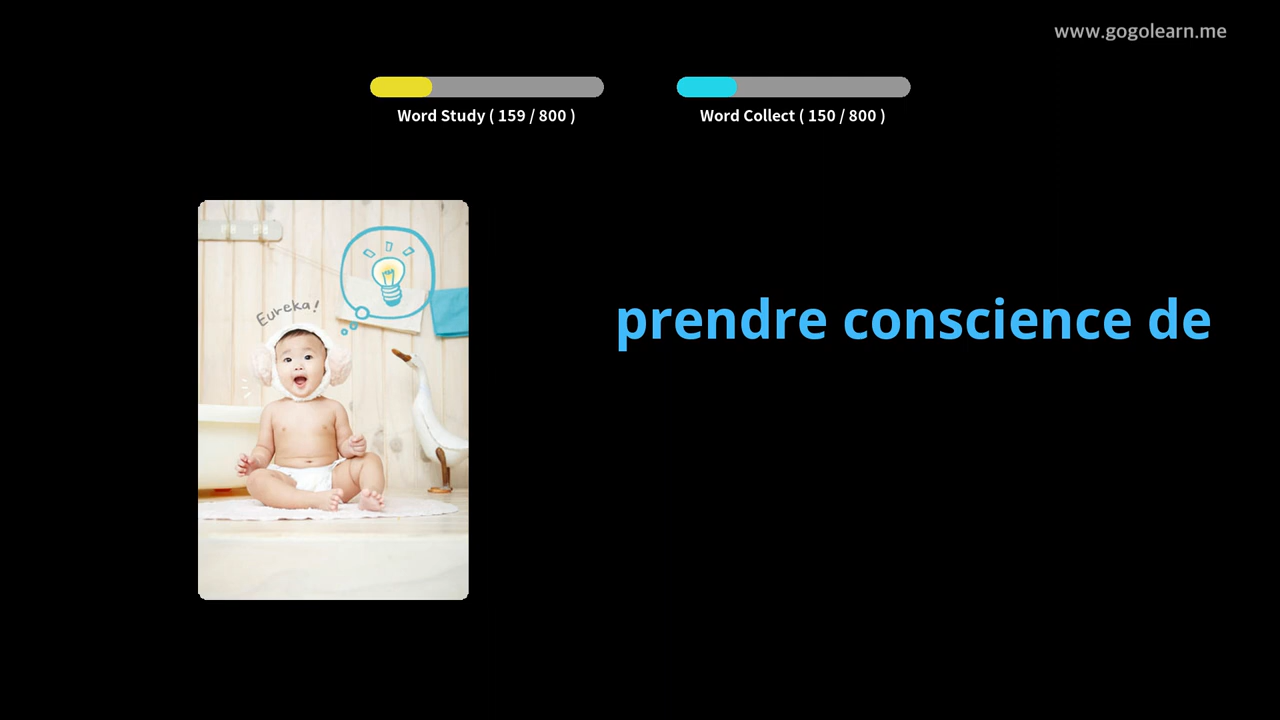 www.gogolearn.me
Word Study ( 159 / 800 )
Word Collect ( 150 / 800 )
Eureka!
prendre conscience de